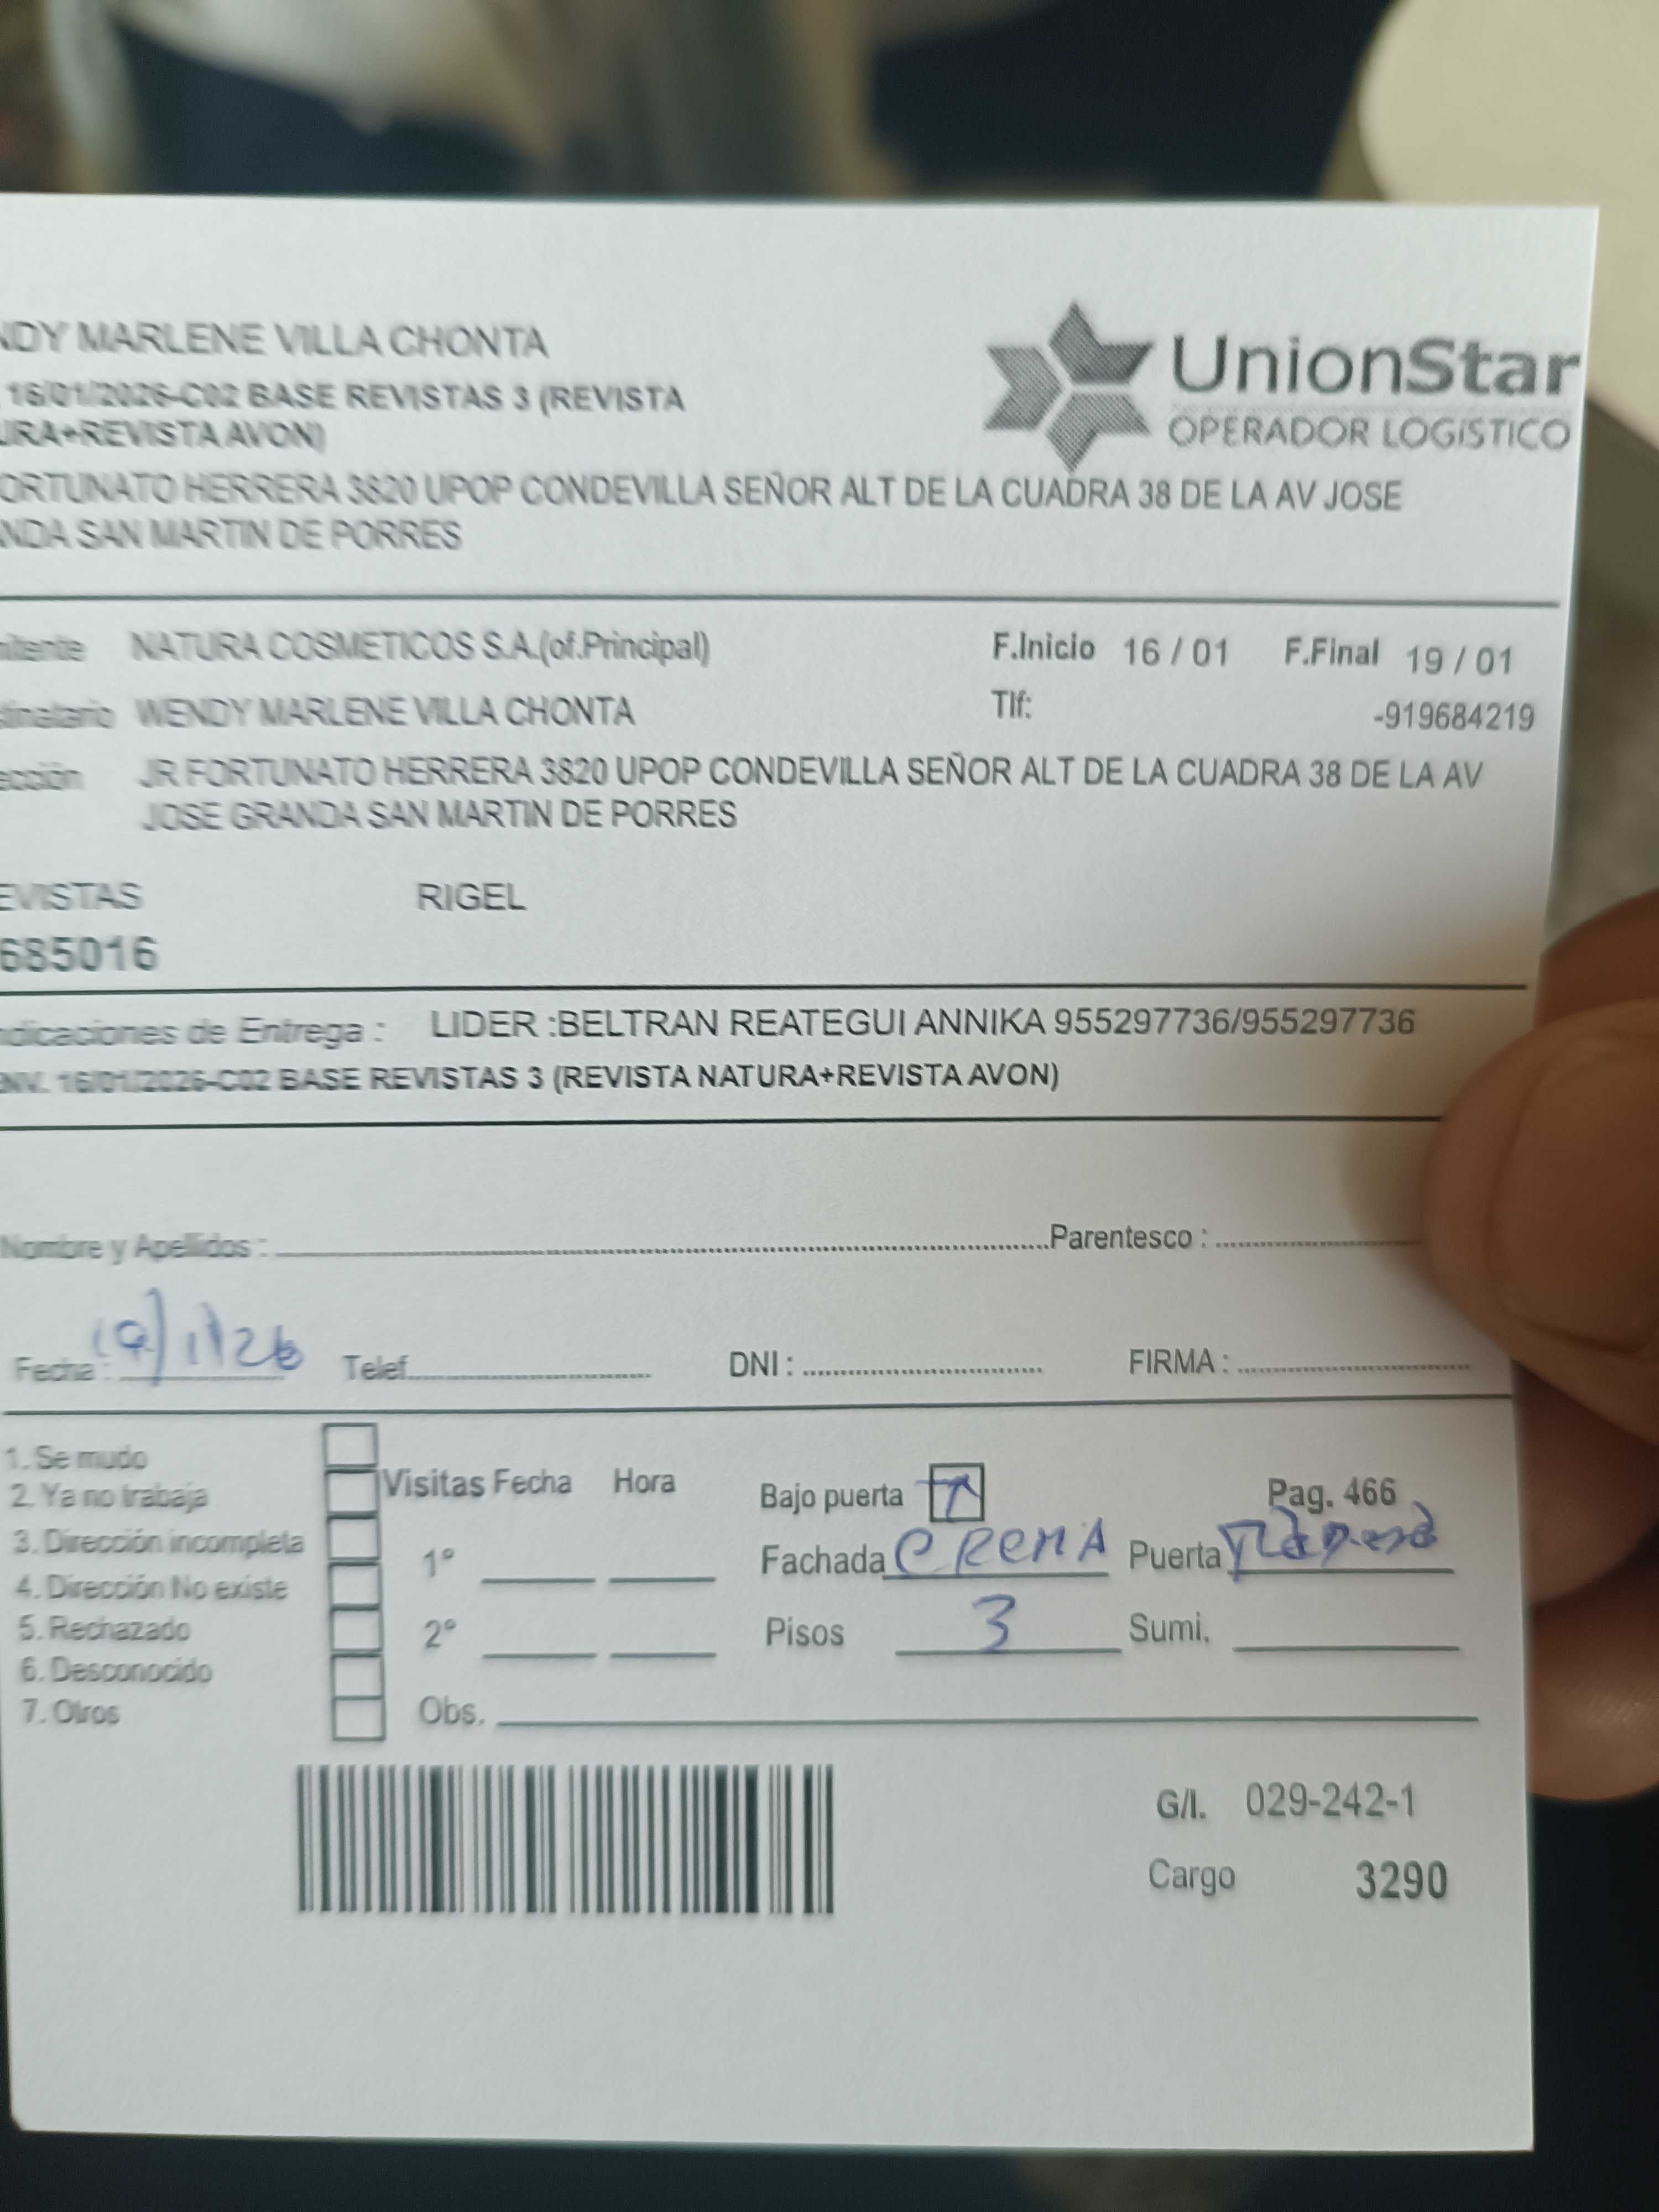 NDY MARLENE VILLA CHONTA
16/01/2026-C02 BASE REVISTAS 3 (REVISTA
URA+REVISTA AVON)
ORTUNATO HERRERA 3820 UPOP CONDEVILLA SEÑOR ALT DE LA CUADRA 38 DE LA AV JOSE
NDA SAN MARTIN DE PORRES
UnionStar
OPERADOR LOGÍSTICO
mitente NATURA COSMETICOS S.A.(of.Principal) F.Inicio 16 / 01 F.Final 19 / 01
stinatario WENDY MARLENE VILLA CHONTA Tlf: -919684219
ección JR FORTUNATO HERRERA 3820 UPOP CONDEVILLA SEÑOR ALT DE LA CUADRA 38 DE LA AV
JOSE GRANDA SAN MARTIN DE PORRES
EVISTAS RIGEL
685016
ndicaciones de Entrega : LIDER :BELTRAN REATEGUI ANNIKA 955297736/955297736
ENV. 16/01/2026-C02 BASE REVISTAS 3 (REVISTA NATURA+REVISTA AVON)
Nombre y Apellidos : Parentesco :
Fecha : 19/1/26 Telef. DNI : FIRMA :
1. Se mudo
2. Ya no trabaja
3. Dirección incompleta
4. Dirección No existe
5. Rechazado
6. Desconocido
7. Otros
Visitas Fecha Hora
1°
2°
Obs.
Bajo puerta Pag. 466
Fachada CREMA Puerta
Pisos 3 Sumi.
G/I. 029-242-1
Cargo 3290